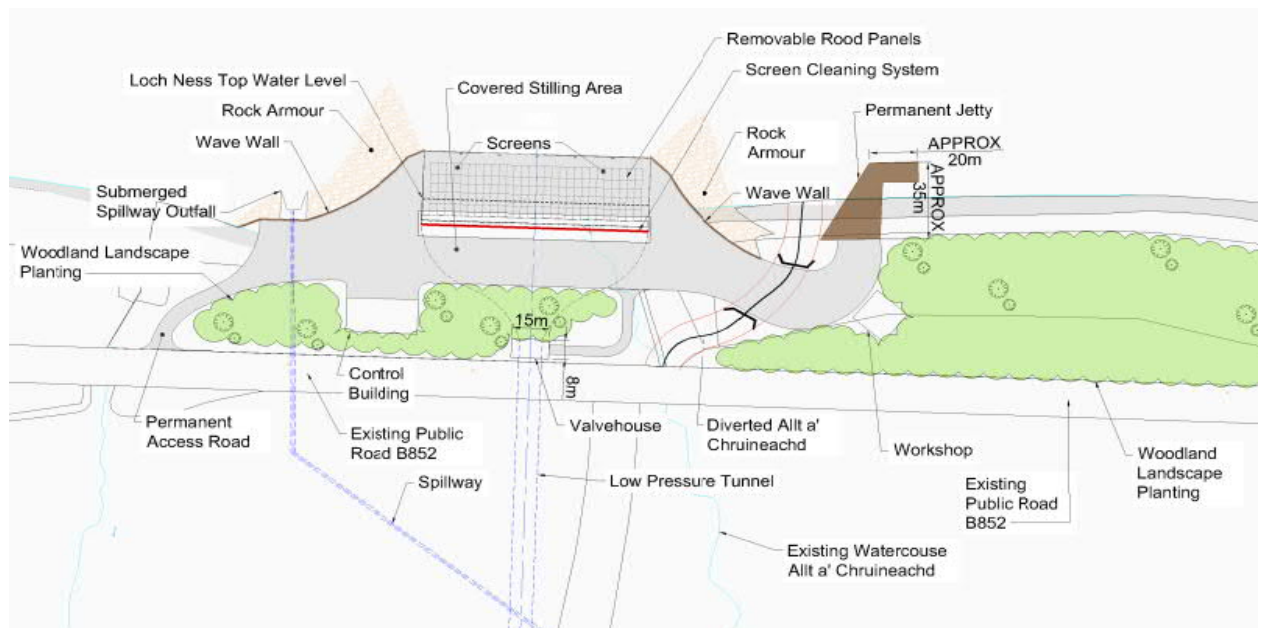 Removable Rood Panels
Loch Ness Top Water Level
Screen Cleaning System
Covered Stilling Area
Rock Armour
Permanent Jetty
Wave Wall
Screens
Rock
Armour
APPROX
20m
APPROX
35m
Submerged
Spillway Outfall
Wave Wall
Woodland Landscape
Planting
15m
8m
Control
Building
Permanent
Access Road
Existing Public
Road B852
Valvehouse
Diverted Allt a'
Chruineachd
Workshop
Woodland
Landscape
Planting
Spillway
Low Pressure Tunnel
Existing
Public Road
B852
Existing Watercouse
Allt a' Chruineachd